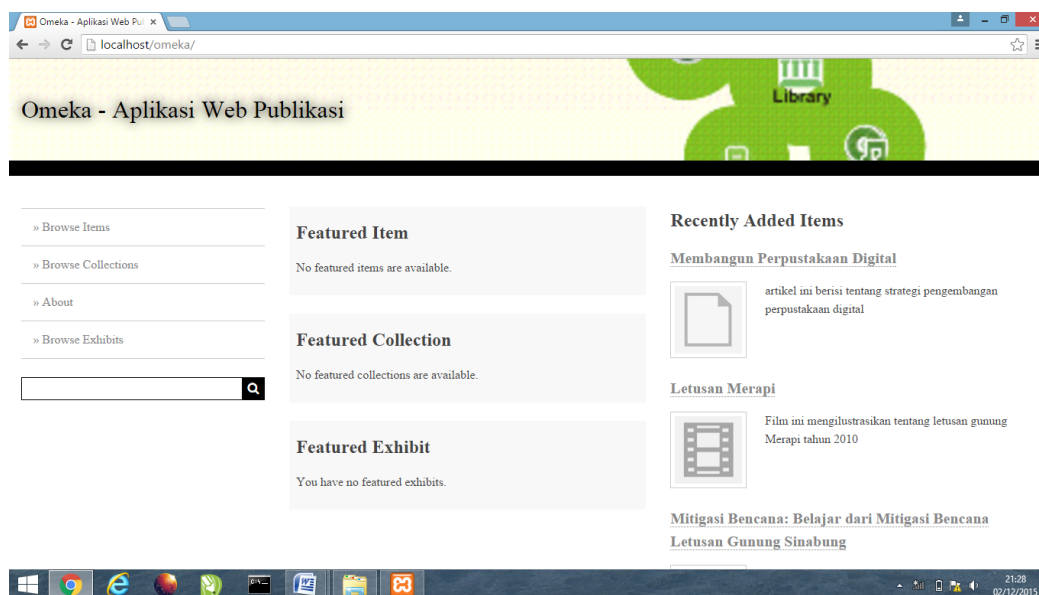 Omeka - Aplikasi Web Pul
localhost/omeka/
Library
Omeka - Aplikasi Web Publikasi
» Browse Items
» Browse Collections
» About
» Browse Exhibits
Featured Item
No featured items are available.
Featured Collection
No featured collections are available.
Featured Exhibit
You have no featured exhibits.
Recently Added Items
Membangun Perpustakaan Digital
artikel ini berisi tentang strategi pengembangan
perpustakaan digital
Letusan Merapi
Film ini mengilustrasikan tentang letusan gunung
Merapi tahun 2010
Mitigasi Bencana: Belajar dari Mitigasi Bencana
Letusan Gunung Sinabung
21:28
02/12/2015